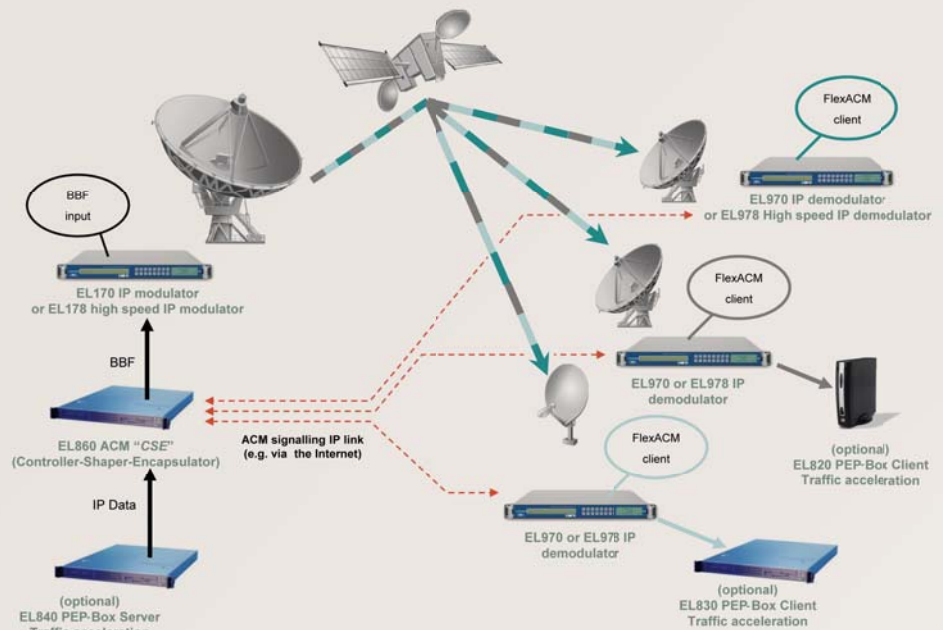 FlexACM
client
EL970 IP demodulator
or EL978 High speed IP demodulator
BBF
input
EL170 IP modulator
or EL178 high speed IP modulator
FlexACM
client
EL970 or EL978 IP
demodulator
BBF
EL860 ACM “CSE”
(Controller-Shaper-Encapsulator)
ACM signalling IP link
(e.g. via the Internet)
FlexACM
client
(optional)
EL820 PEP-Box Client
Traffic acceleration
IP Data
EL970 or EL978 IP
demodulator
(optional)
EL840 PEP-Box Server
Traffic acceleration
(optional)
EL830 PEP-Box Client
Traffic acceleration